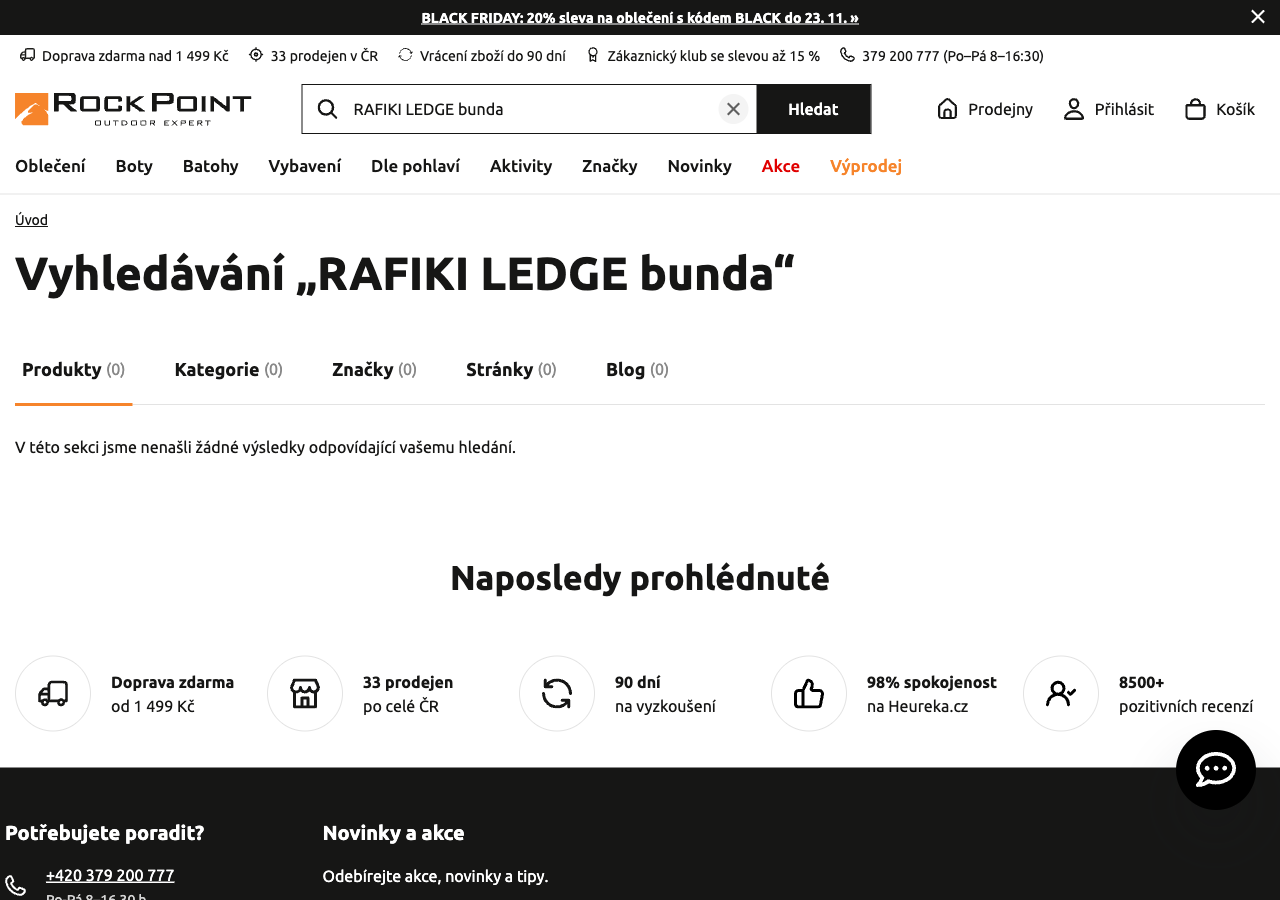 BLACK FRIDAY: 20% sleva na oblečení s kódem BLACK do 23. 11. »
Doprava zdarma nad 1 499 Kč 33 prodejen v ČR Vrácení zboží do 90 dní Zákaznický klub se slevou až 15 % 379 200 777 (Po–Pá 8–16:30)
ROCK POINT
OUTDOOR EXPERT
RAFIKI LEDGE bunda
Hledat
Prodejny Přihlásit Košík
Oblečení Boty Batohy Vybavení Dle pohlaví Aktivity Značky Novinky Akce Výprodej
Úvod
Vyhledávání „RAFIKI LEDGE bunda“
Produkty (0) Kategorie (0) Značky (0) Stránky (0) Blog (0)
V této sekci jsme nenašli žádné výsledky odpovídající vašemu hledání.
Naposledy prohlédnuté
Doprava zdarma
od 1 499 Kč
33 prodejen
po celé ČR
90 dní
na vyzkoušení
98% spokojenost
na Heureka.cz
8500+
pozitivních recenzí
Potřebujete poradit?
+420 379 200 777
Po-Pá 8–16.30 h
Novinky a akce
Odebírejte akce, novinky a tipy.